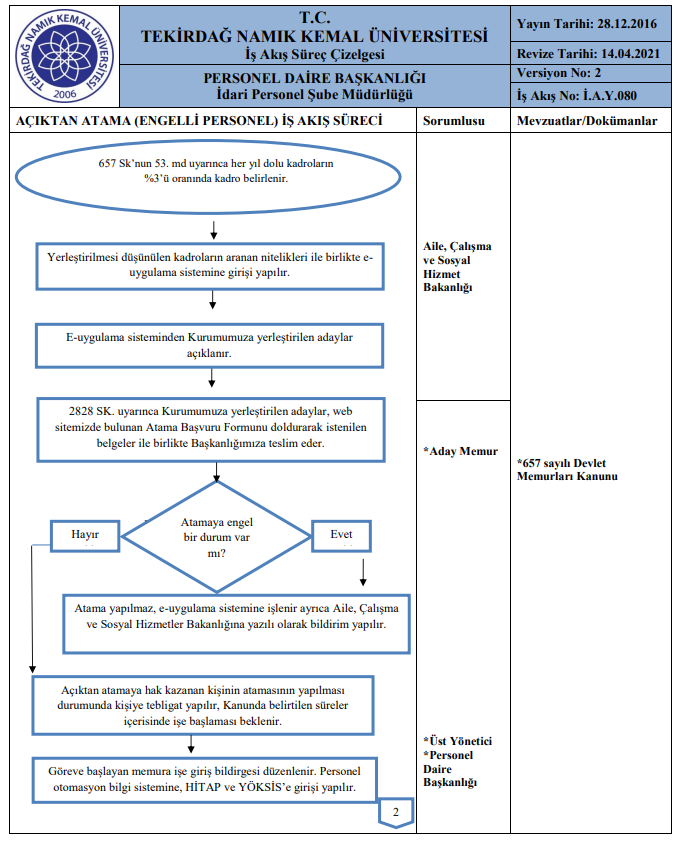 TEKİRDAĞ NAMIK KEMAL ÜNİVERSİTESİ
2006
T.C.
TEKİRDAĞ NAMIK KEMAL ÜNİVERSİTESİ
İş Akış Süreç Çizelgesi
PERSONEL DAİRE BAŞKANLIĞI
İdari Personel Şube Müdürlüğü
Yayın Tarihi: 28.12.2016
Revize Tarihi: 14.04.2021
Versiyon No: 2
İş Akış No: İ.A.Y.080
AÇIKTAN ATAMA (ENGELLİ PERSONEL) İŞ AKIŞ SÜRECİ
Sorumlusu
Mevzuatlar/Dokümanlar
657 Sk'nun 53. md uyarınca her yıl dolu kadroların
%3'ü oranında kadro belirlenir.
Yerleştirilmesi düşünülen kadroların aranan nitelikleri ile birlikte e-
uygulama sistemine girişi yapılır.
Aile, Çalışma
ve Sosyal
Hizmet
Bakanlığı
E-uygulama sisteminden Kurumumuza yerleştirilen adaylar
açıklanır.
2828 SK. uyarınca Kurumumuza yerleştirilen adaylar, web
sitemizde bulunan Atama Başvuru Formunu doldurarak istenilen
belgeler ile birlikte Başkanlığımıza teslim eder.
*Aday Memur
*657 sayılı Devlet
Memurları Kanunu
Atamaya engel
bir durum var
mı?
Hayır
Evet
Atama yapılmaz, e-uygulama sistemine işlenir ayrıca Aile, Çalışma
ve Sosyal Hizmetler Bakanlığına yazılı olarak bildirim yapılır.
Açıktan atamaya hak kazanan kişinin atamasının yapılması
durumunda kişiye tebligat yapılır, Kanunda belirtilen süreler
içerisinde işe başlaması beklenir.
*Üst Yönetici
*Personel
Daire
Başkanlığı
Göreve başlayan memura işe giriş bildirgesi düzenlenir. Personel
otomasyon bilgi sistemine, HİTAP ve YÖKSİS'e girişi yapılır.
2